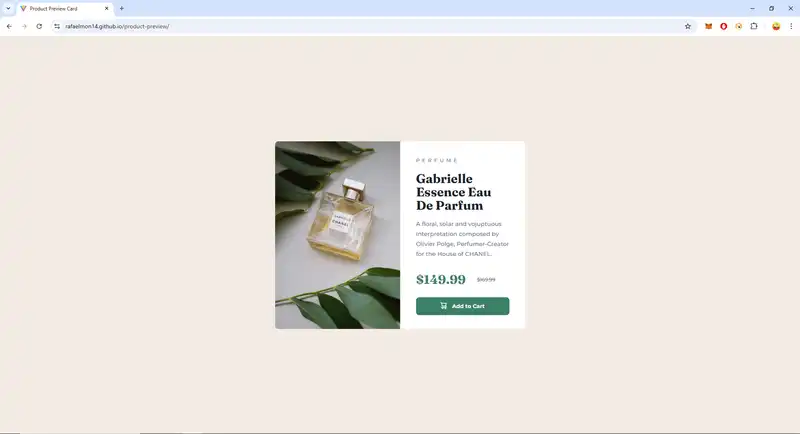 Product Preview Card
rafaelmon14.github.io/product-preview/
PERFUME
Gabrielle
Essence Eau
De Parfum
A floral, solar and voluptuous
interpretation composed by
Olivier Polge, Perfumer-Creator
for the House of CHANEL.
$149.99 $169.99
Add to Cart
CHANEL